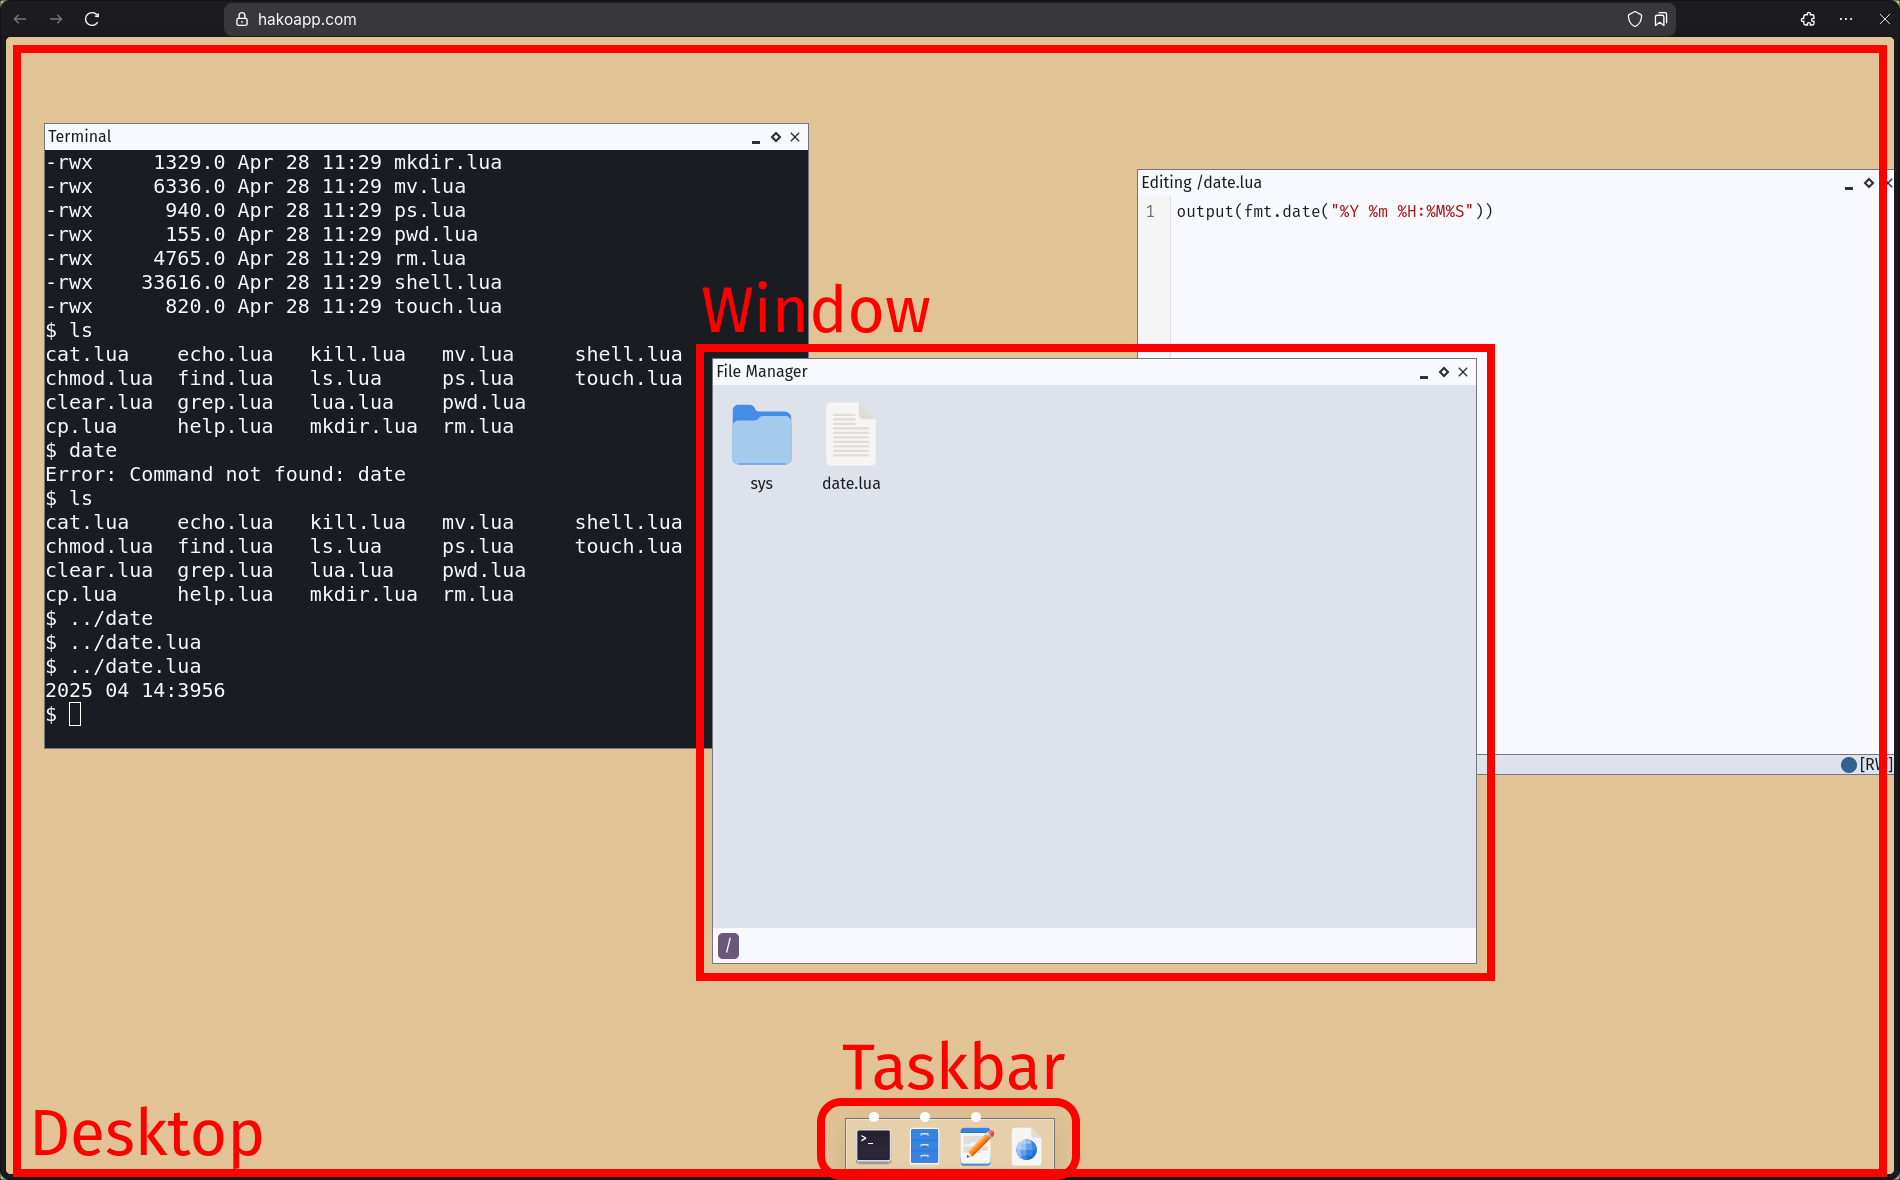 hakoapp.com
Terminal
-rwx     1329.0 Apr 28 11:29 mkdir.lua
-rwx     6336.0 Apr 28 11:29 mv.lua
-rwx      940.0 Apr 28 11:29 ps.lua
-rwx      155.0 Apr 28 11:29 pwd.lua
-rwx     4765.0 Apr 28 11:29 rm.lua
-rwx    33616.0 Apr 28 11:29 shell.lua
-rwx      820.0 Apr 28 11:29 touch.lua
$ ls
cat.lua    echo.lua   kill.lua   mv.lua     shell.lua
chmod.lua  find.lua   ls.lua     ps.lua     touch.lua
clear.lua  grep.lua   lua.lua    pwd.lua
cp.lua     help.lua   mkdir.lua  rm.lua
$ date
Error: Command not found: date
$ ls
cat.lua    echo.lua   kill.lua   mv.lua     shell.lua
chmod.lua  find.lua   ls.lua     ps.lua     touch.lua
clear.lua  grep.lua   lua.lua    pwd.lua
cp.lua     help.lua   mkdir.lua  rm.lua
$ ../date
$ ../date.lua
$ ../date.lua
2025 04 14:3956
$
Editing /date.lua
1 output(fmt.date("%Y %m %H:%M%S"))
[RW]
Window
File Manager
sys
date.lua
/
Taskbar
>_
Desktop